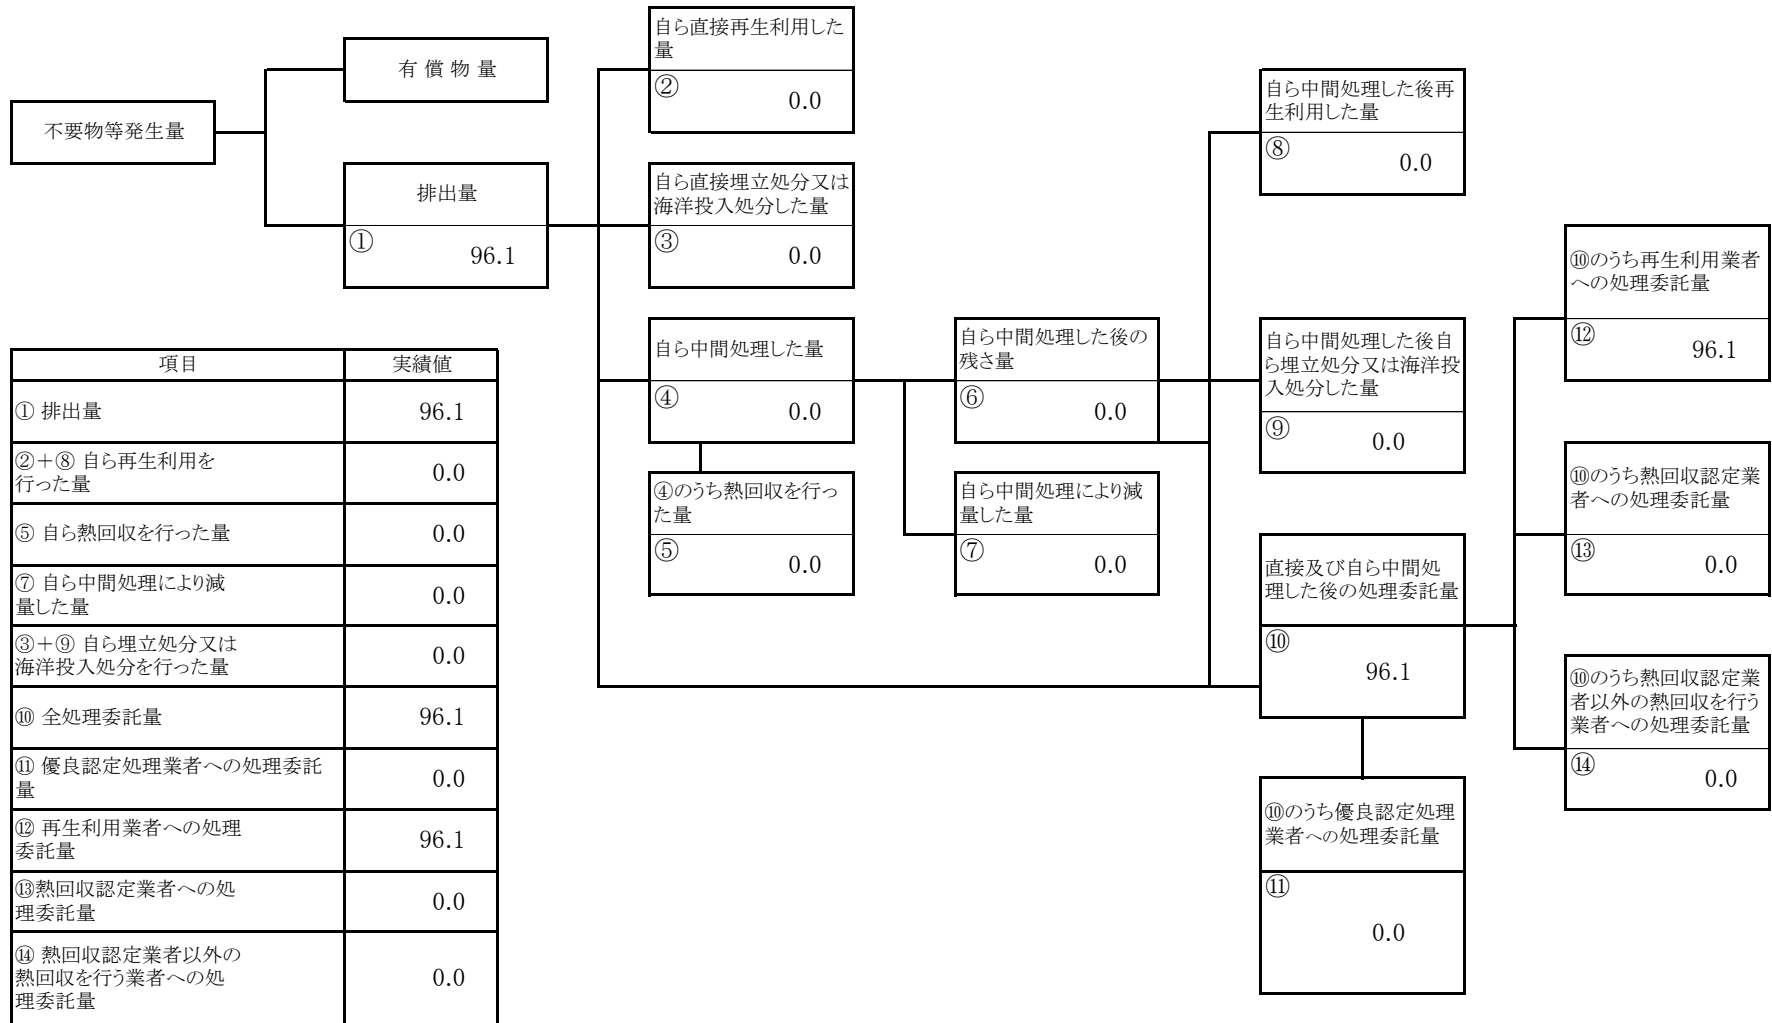 不要物等発生量
有 償 物 量
排出量
①
96.1
自ら直接再生利用した
量
②
0.0
自ら直接埋立処分又は
海洋投入処分した量
③
0.0
自ら中間処理した量
④
0.0
④のうち熱回収を行っ
た量
⑤
0.0
自ら中間処理した後の
残さ量
⑥
0.0
自ら中間処理により減
量した量
⑦
0.0
自ら中間処理した後再
生利用した量
⑧
0.0
自ら中間処理した後自
ら埋立処分又は海洋投
入処分した量
⑨
0.0
直接及び自ら中間処
理した後の処理委託量
⑩
96.1
⑩のうち優良認定処理
業者への処理委託量
⑪
0.0
⑩のうち再生利用業者
への処理委託量
⑫
96.1
⑩のうち熱回収認定業
者への処理委託量
⑬
0.0
⑩のうち熱回収認定業
者以外の熱回収を行う
業者への処理委託量
⑭
0.0
項目 実績値
① 排出量 96.1
②＋⑧ 自ら再生利用を
行った量 0.0
⑤ 自ら熱回収を行った量 0.0
⑦ 自ら中間処理により減
量した量 0.0
③＋⑨ 自ら埋立処分又は
海洋投入処分を行った量 0.0
⑩ 全処理委託量 96.1
⑪ 優良認定処理業者への処理委託
量 0.0
⑫ 再生利用業者への処理
委託量 96.1
⑬熱回収認定業者への処
理委託量 0.0
⑭ 熱回収認定業者以外の
熱回収を行う業者への処
理委託量 0.0